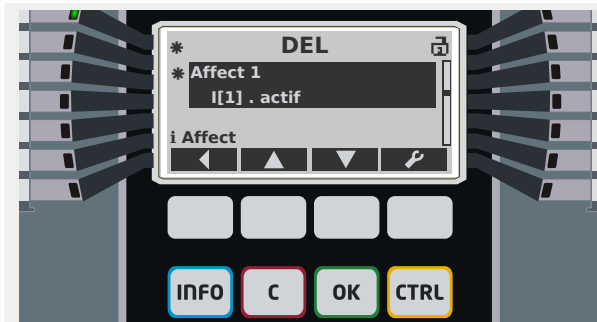 DEL
Affect 1
I[1] . actif
i Affect
INFO
C
OK
CTRL